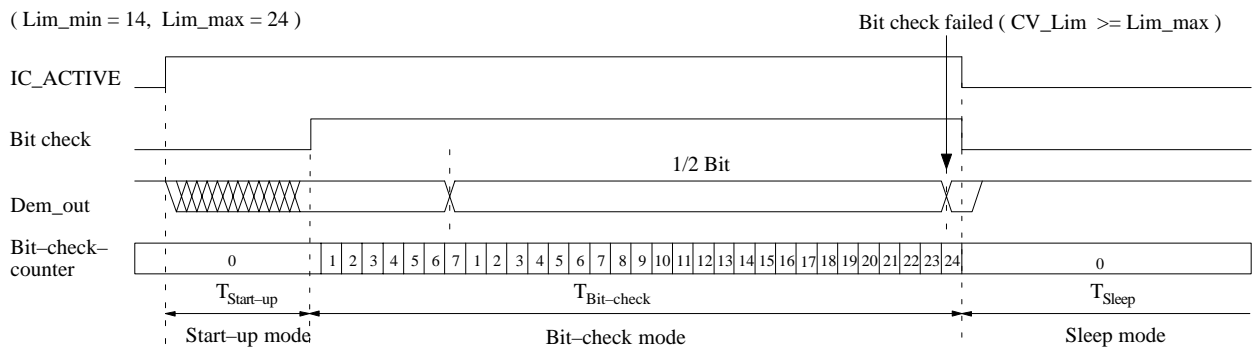 ( Lim_min = 14, Lim_max = 24 )
Bit check failed ( CV_Lim >= Lim_max )
IC_ACTIVE
Bit check
1/2 Bit
Dem_out
Bit–check–
counter
0 1 2 3 4 5 6 7 1 2 3 4 5 6 7 8 9 10 11 12 13 14 15 16 17 18 19 20 21 22 23 24 0
TStart–up TBit–check TSleep
Start–up mode Bit–check mode Sleep mode